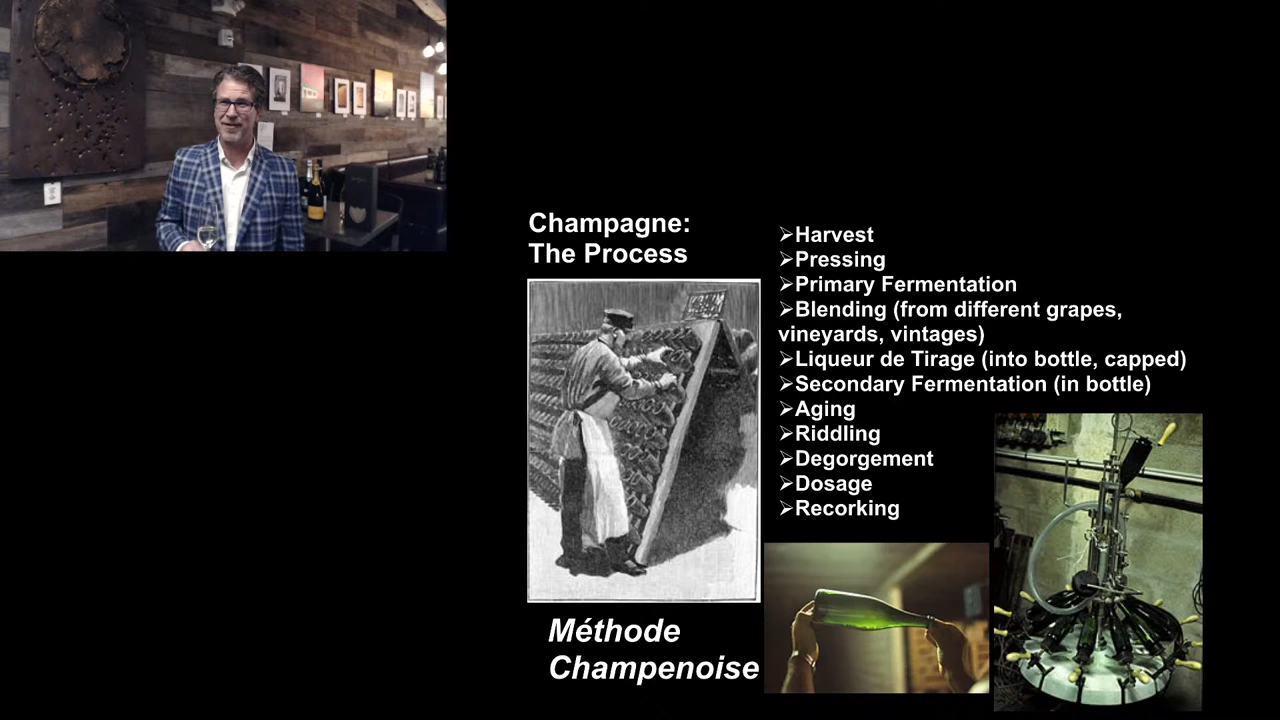 Champagne:
The Process
➢Harvest
➢Pressing
➢Primary Fermentation
➢Blending (from different grapes,
vineyards, vintages)
➢Liqueur de Tirage (into bottle, capped)
➢Secondary Fermentation (in bottle)
➢Aging
➢Riddling
➢Degorgement
➢Dosage
➢Recorking
Méthode
Champenoise